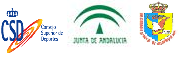 CSD
Consejo
Superior de
Deportes
JUNTA DE ANDALUCIA